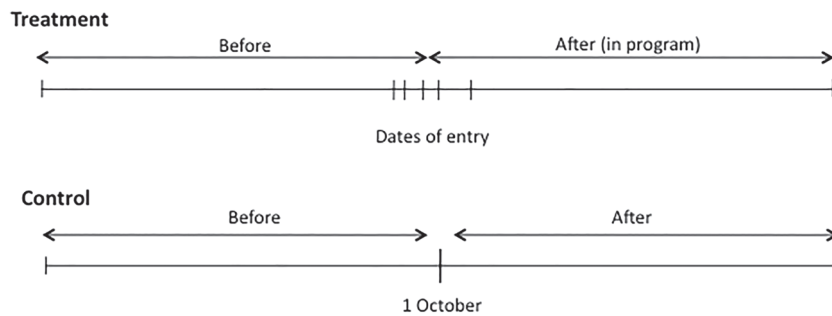 Treatment
Before
After (in program)
Dates of entry
Control
Before
After
1 October